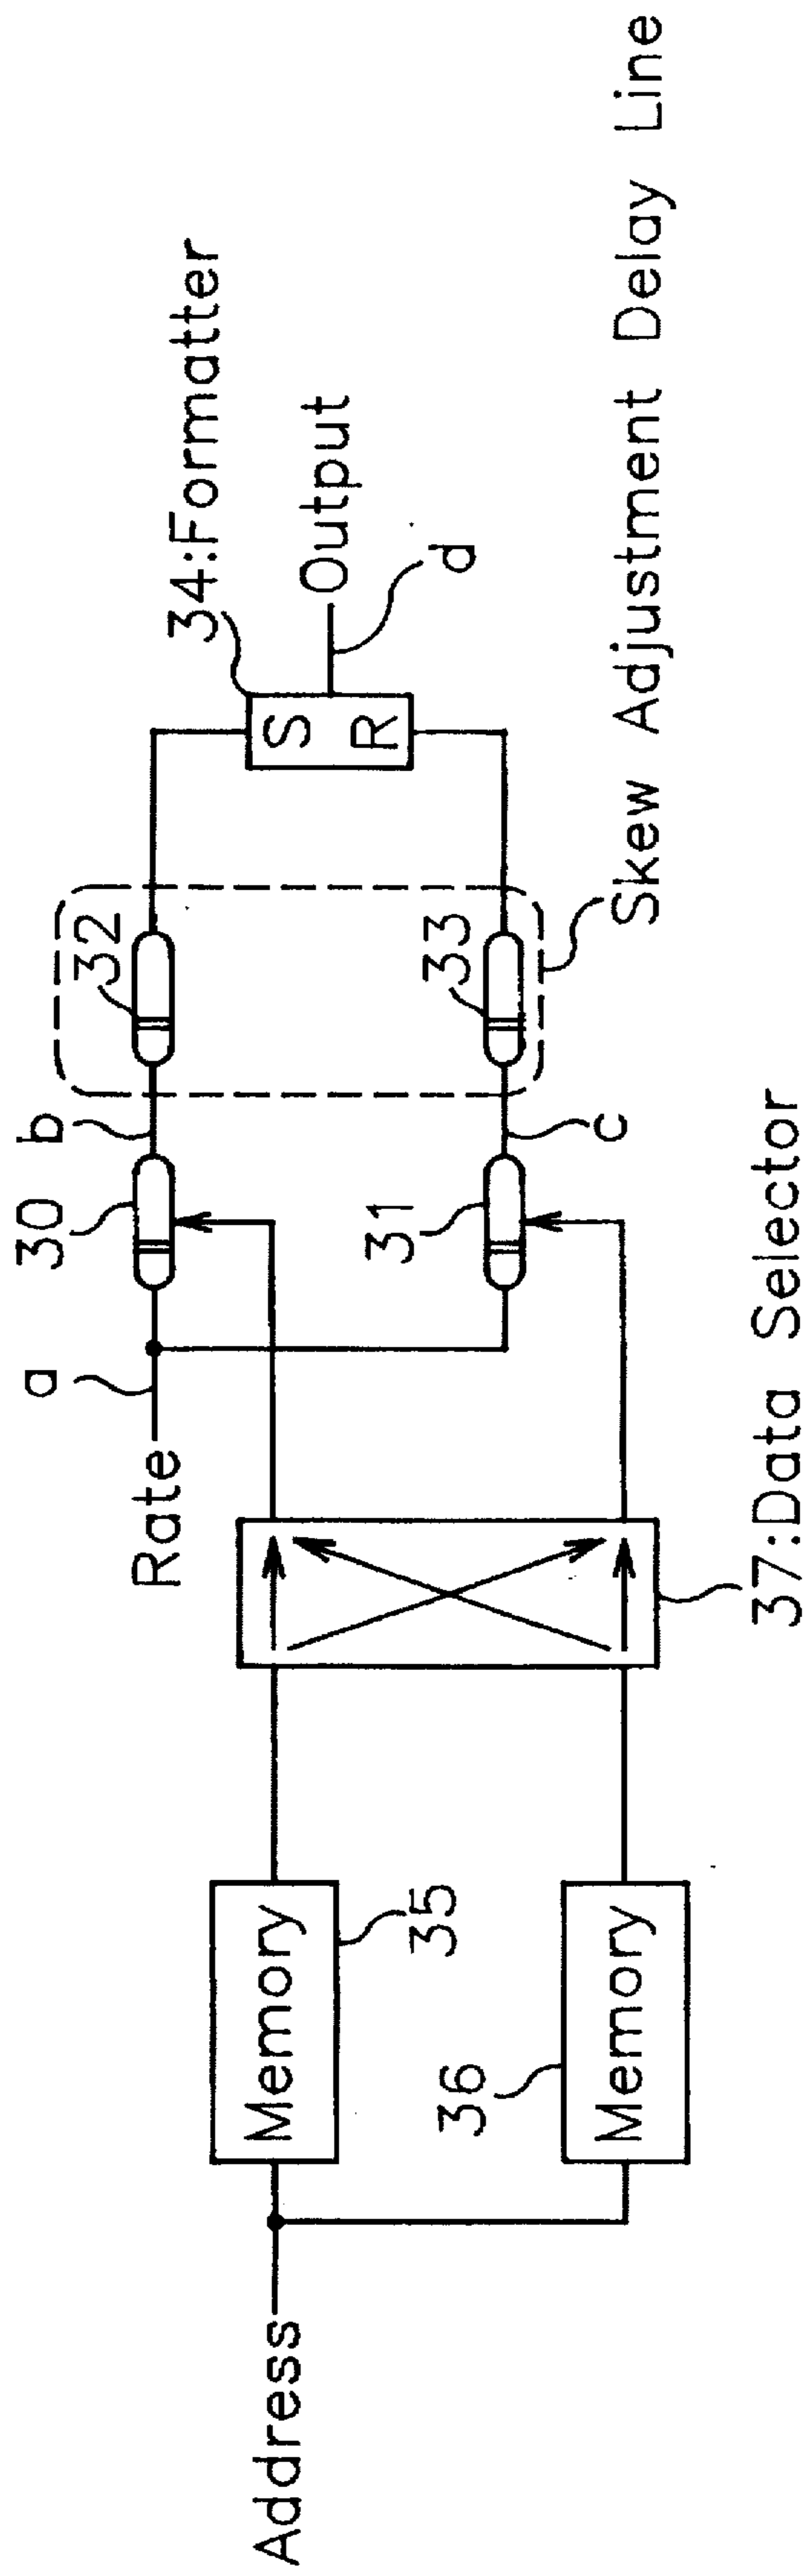 34:Formatter
30
b
32
a
Rate
S
R
Output
d
31
c
33
Skew Adjustment Delay Line
37:Data Selector
Address
Memory
35
36
Memory